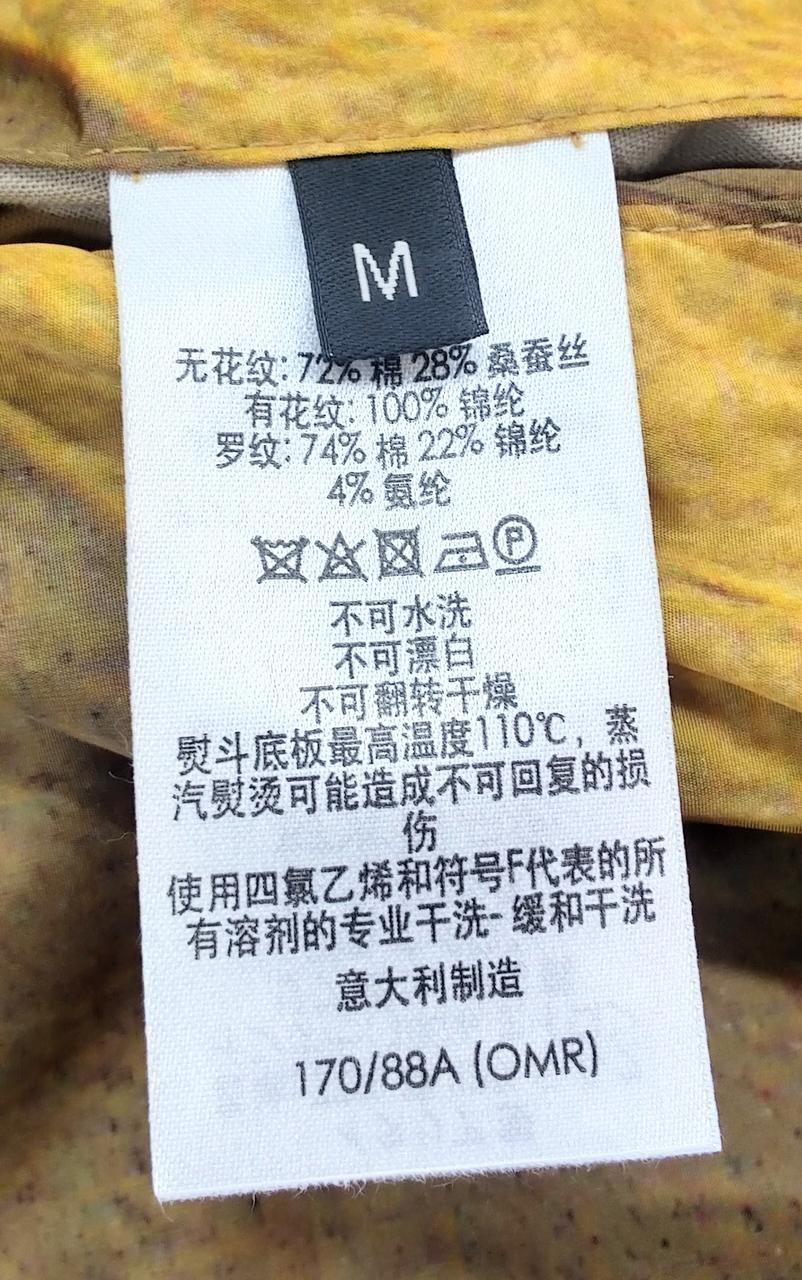 M
无花纹: 72% 棉 28% 桑蚕丝
有花纹: 100% 锦纶
罗纹: 74% 棉 22% 锦纶
4% 氨纶
P
不可水洗
不可漂白
不可翻转干燥
熨斗底板最高温度110℃, 蒸
汽熨烫可能造成不可回复的损
伤
使用四氯乙烯和符号F代表的所
有溶剂的专业干洗- 缓和干洗
意大利制造
170/88A (OMR)